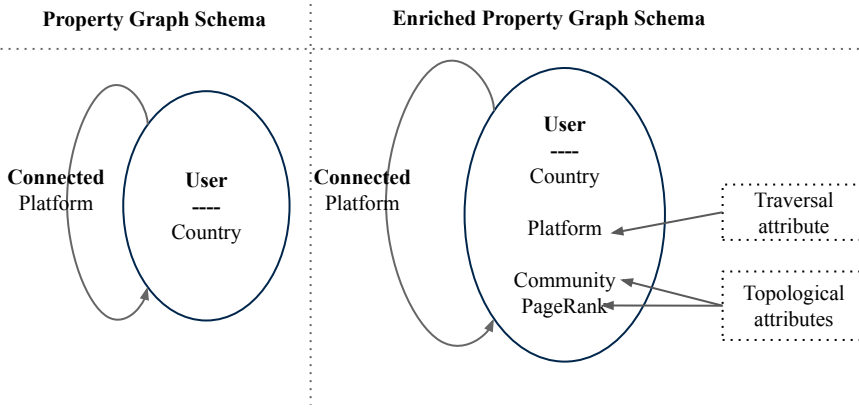 Property Graph Schema
Enriched Property Graph Schema
Connected
Platform
User
----
Country
Connected
Platform
User
----
Country
Platform
Community
PageRank
Traversal
attribute
Topological
attributes